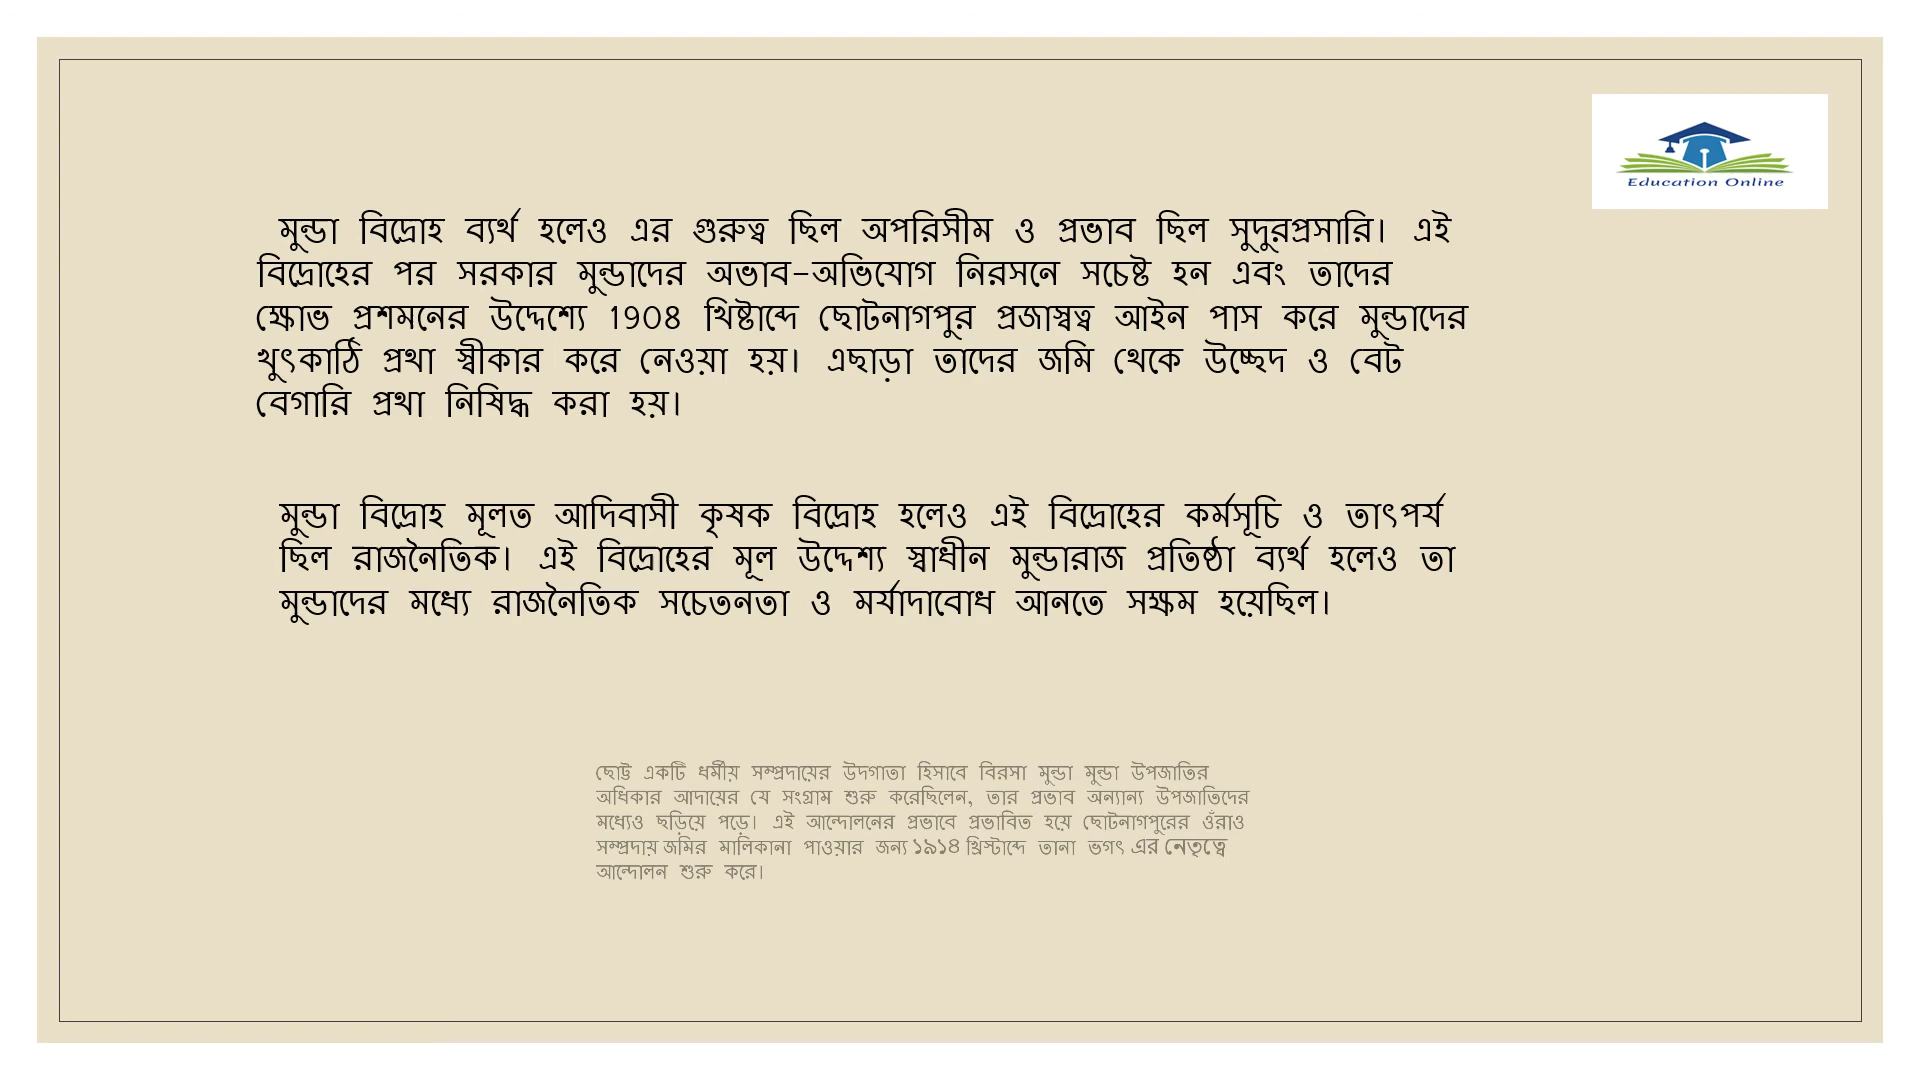 Education Online
মুন্ডা বিদ্রোহ ব্যর্থ হলেও এর গুরুত্ব ছিল অপরিসীম ও প্রভাব ছিল সুদুরপ্রসারি। এই
বিদ্রোহের পর সরকার মুন্ডাদের অভাব-অভিযোগ নিরসনে সচেষ্ট হন এবং তাদের
ক্ষোভ প্রশমনের উদ্দেশ্যে 1908 খিষ্টাব্দে ছোটনাগপুর প্রজাস্বত্ব আইন পাস করে মুন্ডাদের
খুৎকাঠি প্রথা স্বীকার করে নেওয়া হয়। এছাড়া তাদের জমি থেকে উচ্ছেদ ও বেট
বেগারি প্রথা নিষিদ্ধ করা হয়।
মুন্ডা বিদ্রোহ মূলত আদিবাসী কৃষক বিদ্রোহ হলেও এই বিদ্রোহের কর্মসূচি ও তাৎপর্য
ছিল রাজনৈতিক। এই বিদ্রোহের মূল উদ্দেশ্য স্বাধীন মুন্ডারাজ প্রতিষ্ঠা ব্যর্থ হলেও তা
মুন্ডাদের মধ্যে রাজনৈতিক সচেতনতা ও মর্যাদাবোধ আনতে সক্ষম হয়েছিল।
ছোট্ট একটি ধর্মীয় সম্প্রদায়ের উদগাতা হিসাবে বিরসা মুন্ডা মুন্ডা উপজাতির
অধিকার আদায়ের যে সংগ্রাম শুরু করেছিলেন, তার প্রভাব অন্যান্য উপজাতিদের
মধ্যেও ছড়িয়ে পড়ে। এই আন্দোলনের প্রভাবে প্রভাবিত হয়ে ছোটনাগপুরের ওঁরাও
সম্প্রদায় জমির মালিকানা পাওয়ার জন্য ১৯১৪ খ্রিস্টাব্দে তানা ভগৎ এর নেতৃত্বে
আন্দোলন শুরু করে।